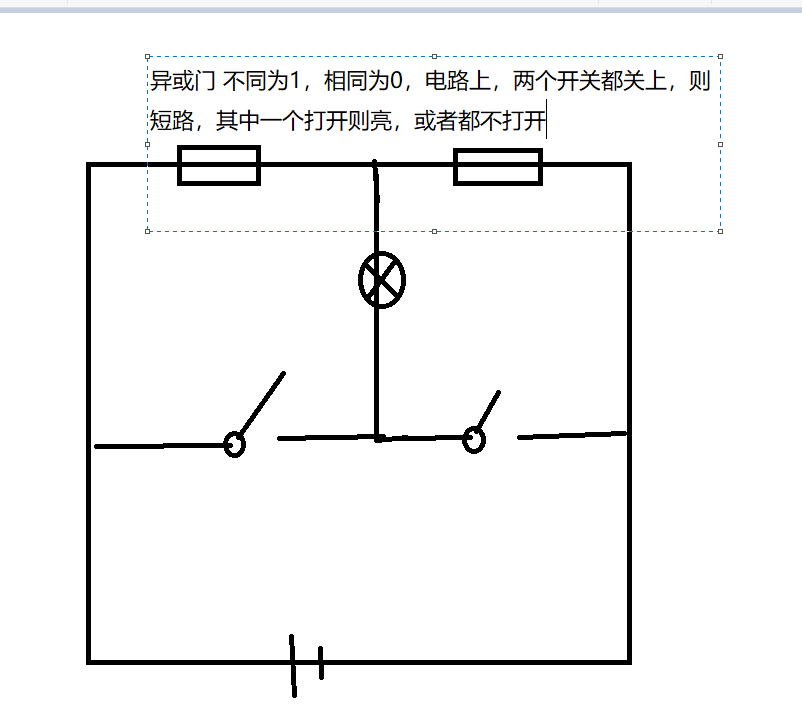 异或门 不同为1，相同为0，电路上，两个开关都关上，则
短路，其中一个打开则亮，或者都不打开